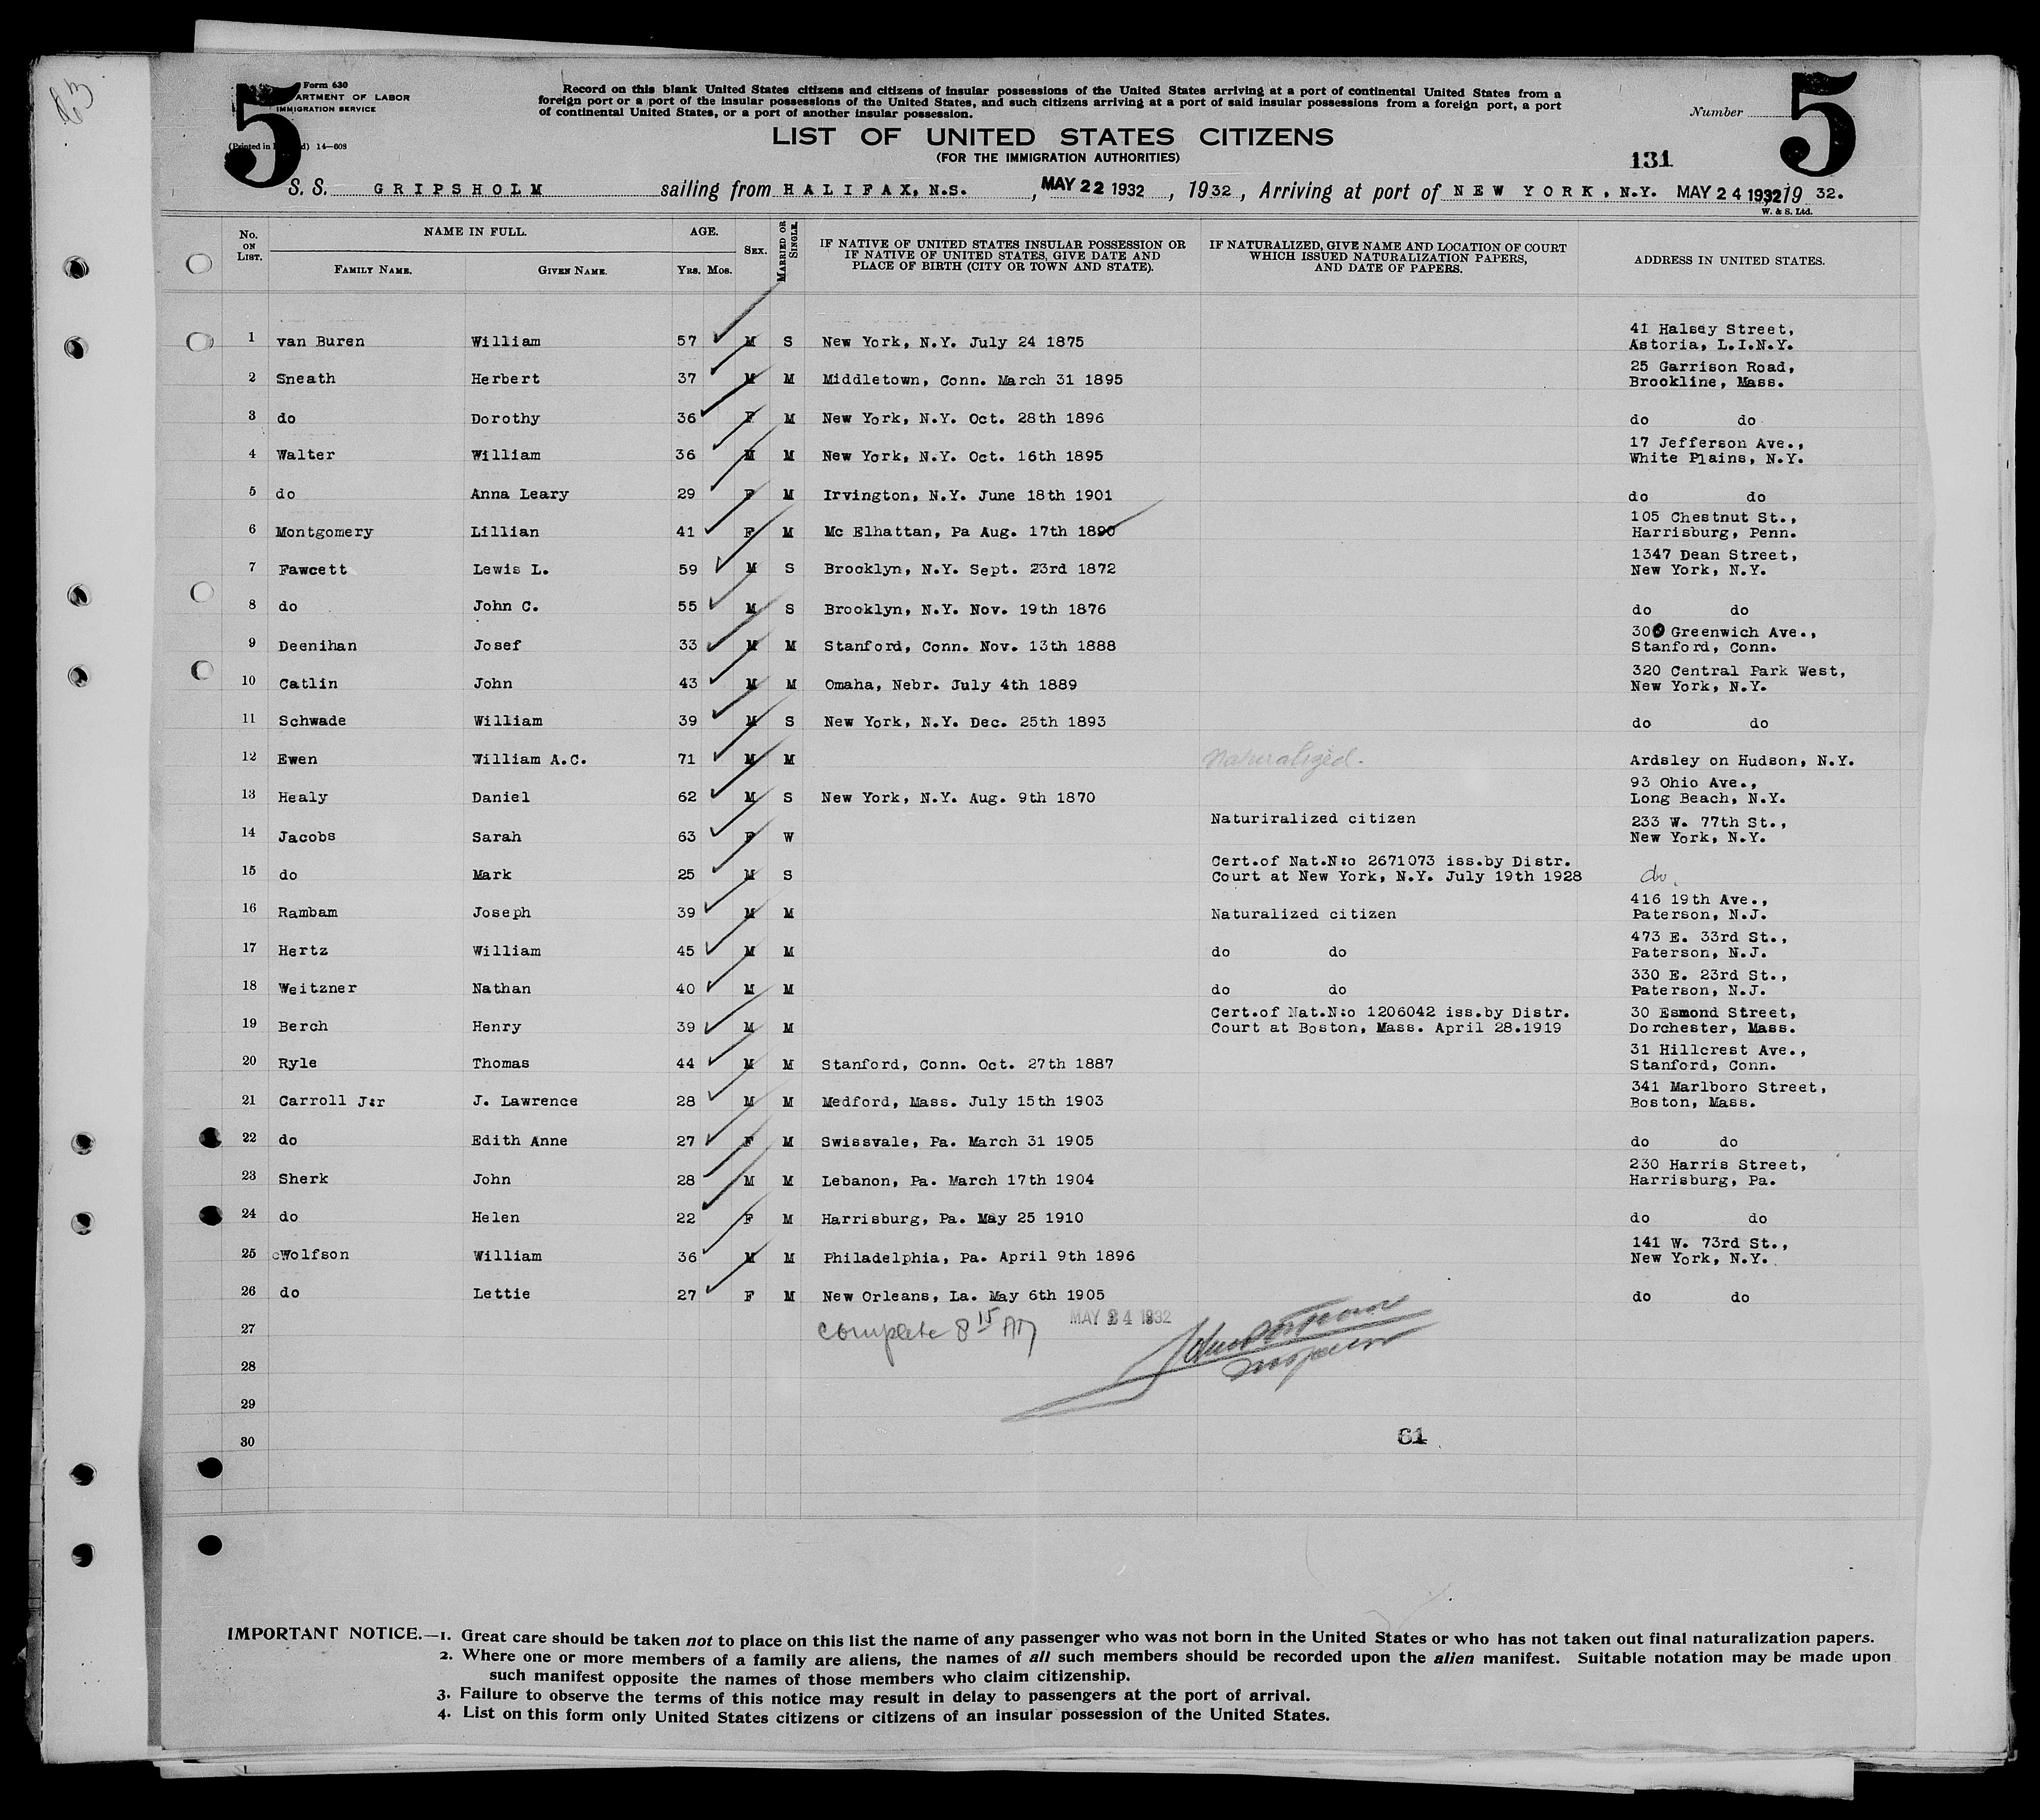 83
5
Form 630
ARTMENT OF LABOR
IMMIGRATION SERVICE
(Printed in d) 14—608
Record on this blank United States citizens and citizens of insular possessions of the United States arriving at a port of continental United States from a
foreign port or a port of the insular possessions of the United States, and such citizens arriving at a port of said insular possessions from a foreign port, a port
of continental United States, or a port of another insular possession.
Number
5
LIST OF UNITED STATES CITIZENS
(FOR THE IMMIGRATION AUTHORITIES)
131
S. S. GRIPSHOLM sailing from HALIFAX, N.S. , MAY 22 1932 , 1932 , Arriving at port of NEW YORK, N.Y. MAY 24 1932 , 19 32.
W. & S. Ltd.
No. ON LIST. NAME IN FULL. AGE. SEX. MARRIED OR SINGLE. IF NATIVE OF UNITED STATES INSULAR POSSESSION OR IF NATIVE OF UNITED STATES, GIVE DATE AND PLACE OF BIRTH (CITY OR TOWN AND STATE). IF NATURALIZED, GIVE NAME AND LOCATION OF COURT WHICH ISSUED NATURALIZATION PAPERS, AND DATE OF PAPERS. ADDRESS IN UNITED STATES.
FAMILY NAME. GIVEN NAME. YRS. MOS.
1 van Buren William 57 M S New York, N.Y. July 24 1875 41 Halsey Street, Astoria, L.I.N.Y.
2 Sneath Herbert 37 M M Middletown, Conn. March 31 1895 25 Garrison Road, Brookline, Mass.
3 do Dorothy 36 F M New York, N.Y. Oct. 28th 1896 do do
4 Walter William 36 M M New York, N.Y. Oct. 16th 1895 17 Jefferson Ave., White Plains, N.Y.
5 do Anna Leary 29 F M Irvington, N.Y. June 18th 1901 do do
6 Montgomery Lillian 41 F M Mc Elhattan, Pa Aug. 17th 1890 105 Chestnut St., Harrisburg, Penn.
7 Fawcett Lewis L. 59 M S Brooklyn, N.Y. Sept. 23rd 1872 1347 Dean Street, New York, N.Y.
8 do John C. 55 M S Brooklyn, N.Y. Nov. 19th 1876 do do
9 Deenihan Josef 33 M M Stanford, Conn. Nov. 13th 1888 300 Greenwich Ave., Stanford, Conn.
10 Catlin John 43 M M Omaha, Nebr. July 4th 1889 320 Central Park West, New York, N.Y.
11 Schwade William 39 M S New York, N.Y. Dec. 25th 1893 do do
12 Ewen William A.C. 71 M M Naturalized. Ardsley on Hudson, N.Y.
13 Healy Daniel 62 M S New York, N.Y. Aug. 9th 1870 93 Ohio Ave., Long Beach, N.Y.
14 Jacobs Sarah 63 F W Naturiralized citizen 233 W. 77th St., New York, N.Y.
15 do Mark 25 M S Cert.of Nat.N:o 2671073 iss.by Distr. Court at New York, N.Y. July 19th 1928 do.
16 Rambam Joseph 39 M M Naturalized citizen 416 19th Ave., Paterson, N.J.
17 Hertz William 45 M M do do 473 E. 33rd St., Paterson, N.J.
18 Weitzner Nathan 40 M M do do 330 E. 23rd St., Paterson, N.J.
19 Berch Henry 39 M M Cert.of Nat.N:o 1206042 iss.by Distr. Court at Boston, Mass. April 28.1919 30 Esmond Street, Dorchester, Mass.
20 Ryle Thomas 44 M M Stanford, Conn. Oct. 27th 1887 31 Hillcrest Ave., Stanford, Conn.
21 Carroll J:r J. Lawrence 28 M M Medford, Mass. July 15th 1903 341 Marlboro Street, Boston, Mass.
22 do Edith Anne 27 F M Swissvale, Pa. March 31 1905 do do
23 Sherk John 28 M M Lebanon, Pa. March 17th 1904 230 Harris Street, Harrisburg, Pa.
24 do Helen 22 F M Harrisburg, Pa. May 25 1910 do do
25 Wolfson William 36 M M Philadelphia, Pa. April 9th 1896 141 W. 73rd St., New York, N.Y.
26 do Lettie 27 F M New Orleans, La. May 6th 1905 do do
27 complete 8 15 AM MAY 24 1932
28
29
30 61
IMPORTANT NOTICE.—1. Great care should be taken not to place on this list the name of any passenger who was not born in the United States or who has not taken out final naturalization papers.
2. Where one or more members of a family are aliens, the names of all such members should be recorded upon the alien manifest. Suitable notation may be made upon
such manifest opposite the names of those members who claim citizenship.
3. Failure to observe the terms of this notice may result in delay to passengers at the port of arrival.
4. List on this form only United States citizens or citizens of an insular possession of the United States.